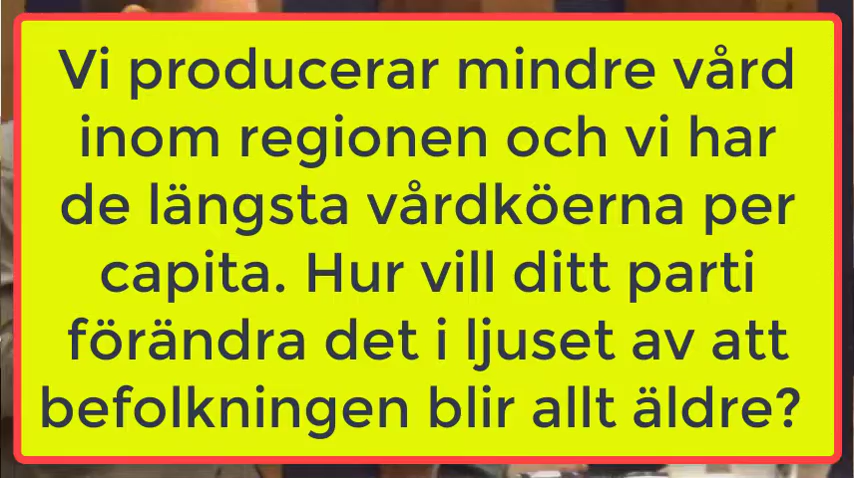 Vi producerar mindre vård
inom regionen och vi har
de längsta vårdköerna per
capita. Hur vill ditt parti
förändra det i ljuset av att
befolkningen blir allt äldre?